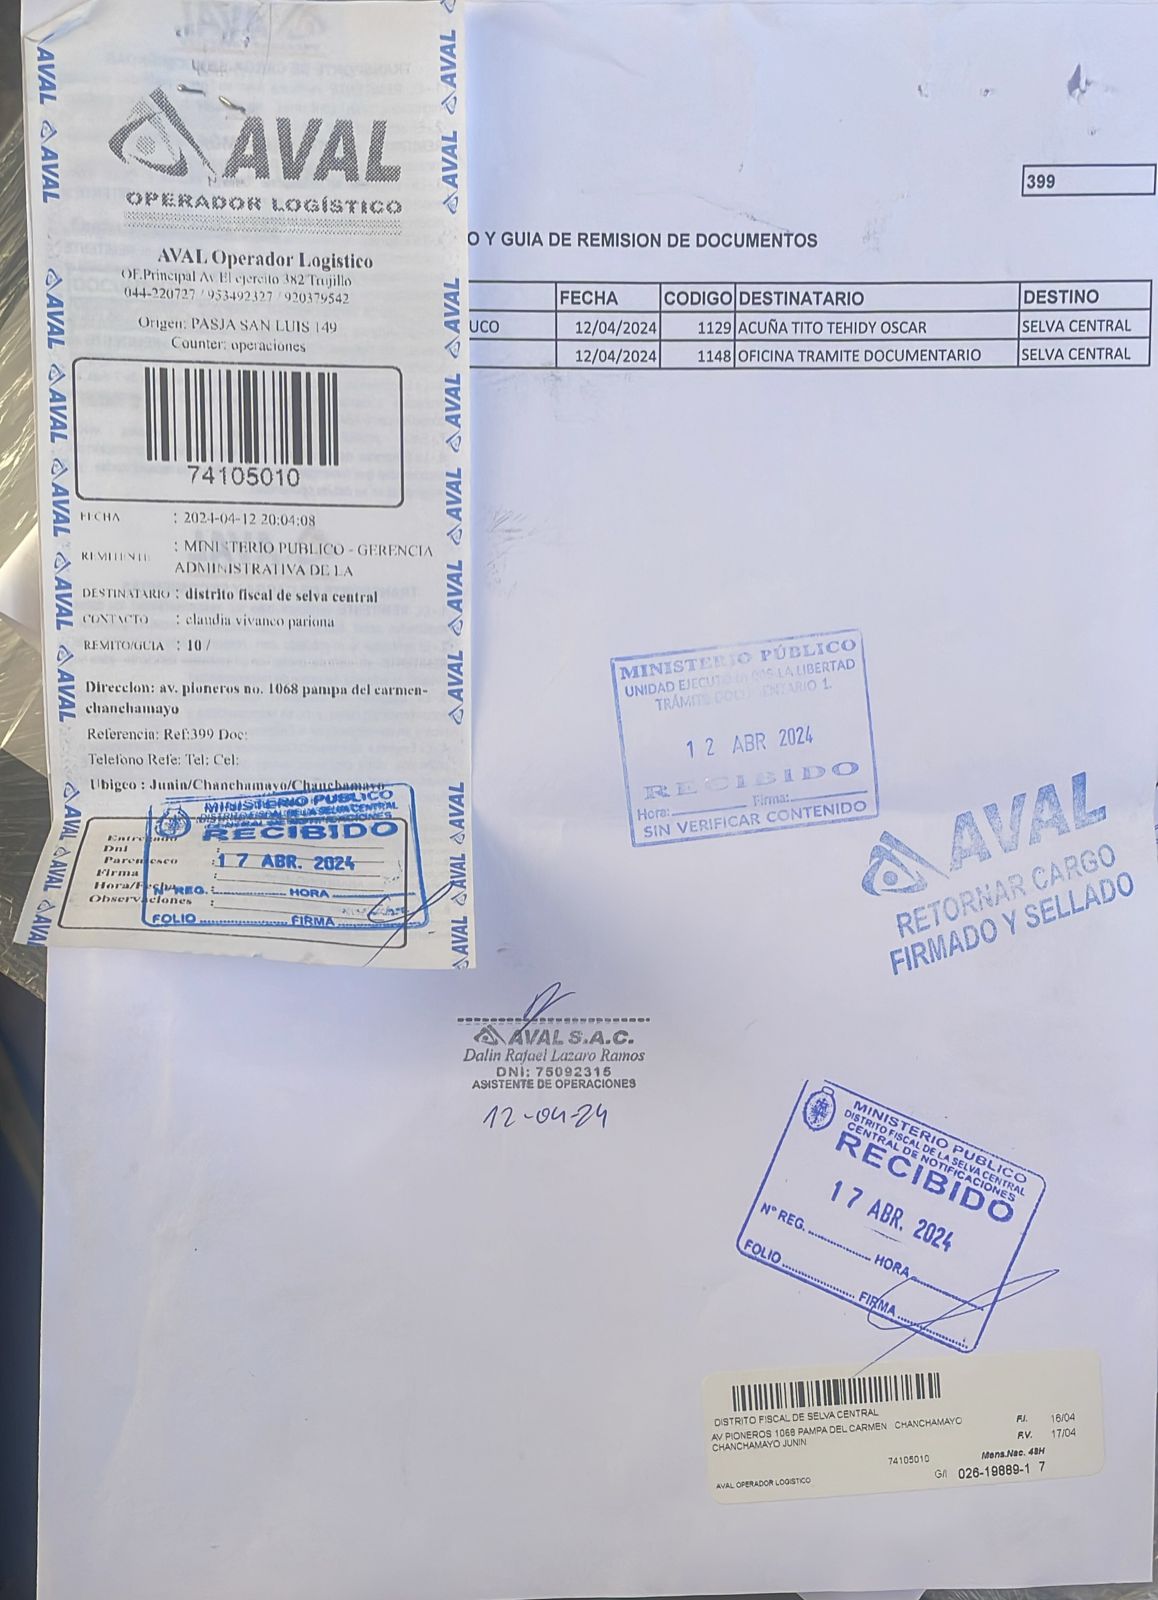 AVAL
OPERADOR LOGÍSTICO
AVAL Operador Logistico
OF.Principal Av El ejercito 382 Trujillo
044-220727 / 953492327 / 920379542
Origen: PASJA SAN LUIS 149
Counter: operaciones
74105010
FECHA : 2024-04-12 20:04:08
REMITENTE : MINISTERIO PUBLICO - GERENCIA
ADMINISTRATIVA DE LA
DESTINATARIO : distrito fiscal de selva central
CONTACTO : claudia vivanco pariona
REMITO/GUIA : 10 /
Direccion: av. pioneros no. 1068 pampa del carmen-
chanchamayo
Referencia: Ref:399 Doc:
Telefono Refe: Tel: Cel:
Ubigeo : Junin/Chanchamayo/Chanchamayo
Entregado
Dni
Parentesco :
Firma :
Hora/Fecha
Observaciones :
MINISTERIO PUBLICO
DISTRITO FISCAL DE LA SELVA CENTRAL
CENTRAL DE NOTIFICACIONES
RECIBIDO
17 ABR. 2024
N° REG. HORA
FOLIO FIRMA
399
O Y GUIA DE REMISION DE DOCUMENTOS
FECHA CODIGO DESTINATARIO DESTINO
UCO 12/04/2024 1129 ACUÑA TITO TEHIDY OSCAR SELVA CENTRAL
12/04/2024 1148 OFICINA TRAMITE DOCUMENTARIO SELVA CENTRAL
MINISTERIO PÚBLICO
UNIDAD EJECUTORA 009 LA LIBERTAD
TRÁMITE DOCUMENTARIO 1.
12 ABR 2024
RECIBIDO
Hora: Firma:
SIN VERIFICAR CONTENIDO
AVAL
RETORNAR CARGO
FIRMADO Y SELLADO
AVAL S.A.C.
Dalin Rafael Lazaro Ramos
DNI: 75092315
ASISTENTE DE OPERACIONES
12-04-24
MINISTERIO PUBLICO
DISTRITO FISCAL DE LA SELVA CENTRAL
CENTRAL DE NOTIFICACIONES
RECIBIDO
17 ABR. 2024
N° REG. HORA
FOLIO FIRMA
DISTRITO FISCAL DE SELVA CENTRAL
AV PIONEROS 1068 PAMPA DEL CARMEN CHANCHAMAYO
CHANCHAMAYO JUNIN
F.I. 16/04
F.V. 17/04
Mens.Nac. 48H
74105010
G/I 026-19889-1 7
AVAL OPERADOR LOGISTICO